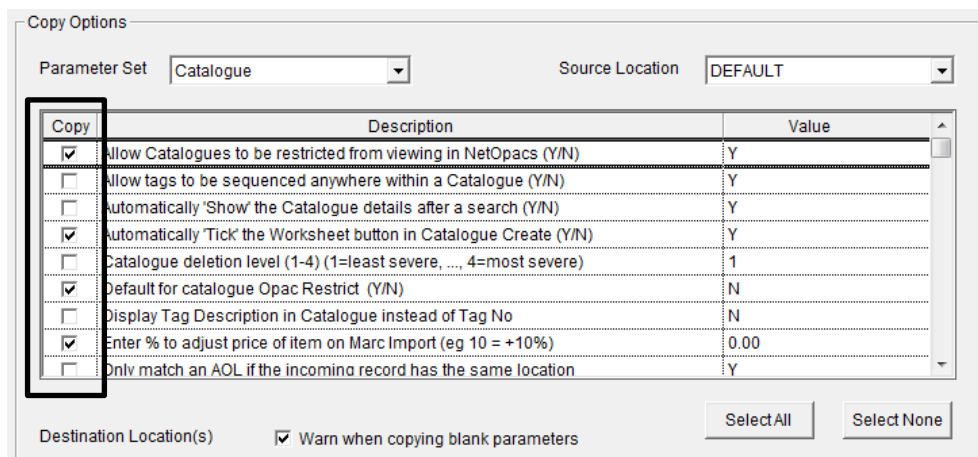 Copy Options
Parameter Set Catalogue Source Location DEFAULT
Copy Description Value
Allow Catalogues to be restricted from viewing in NetOpacs (Y/N) Y
Allow tags to be sequenced anywhere within a Catalogue (Y/N) Y
Automatically 'Show' the Catalogue details after a search (Y/N) Y
Automatically 'Tick' the Worksheet button in Catalogue Create (Y/N) Y
Catalogue deletion level (1-4) (1=least severe, ..., 4=most severe) 1
Default for catalogue Opac Restrict (Y/N) N
Display Tag Description in Catalogue instead of Tag No N
Enter % to adjust price of item on Marc Import (eg 10 = +10%) 0.00
Only match an AOL if the incoming record has the same location Y
Select All Select None
Destination Location(s) Warn when copying blank parameters